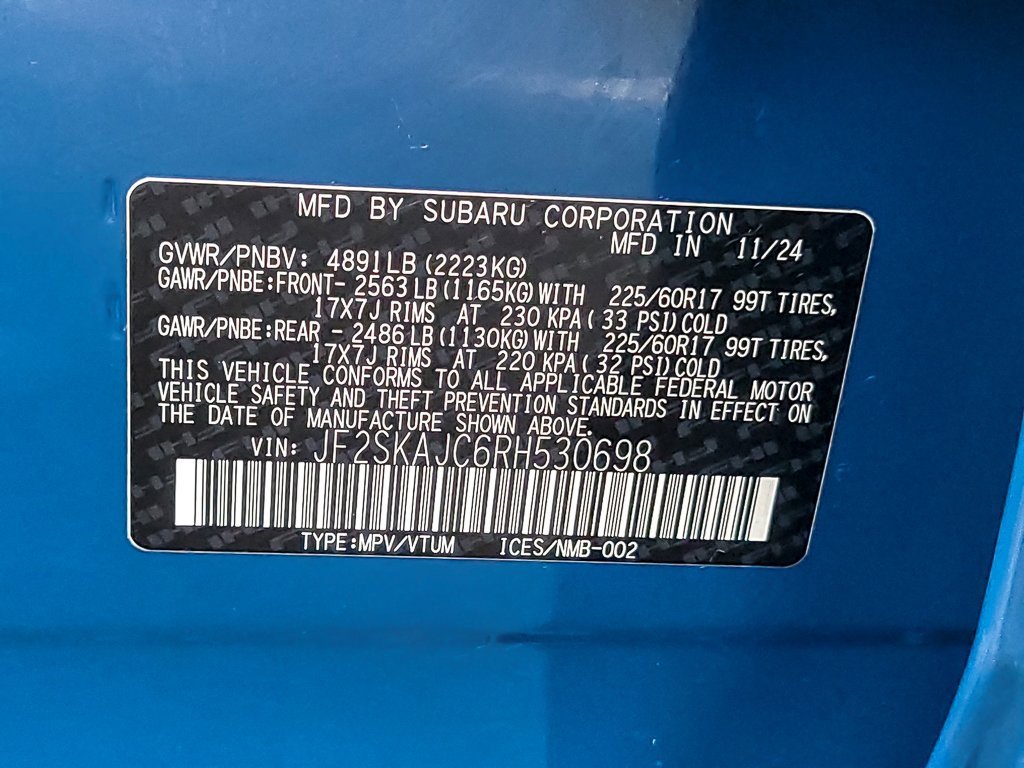 MFD BY SUBARU CORPORATION
MFD IN 11/24
GVWR/PNBV: 4891LB (2223KG)
GAWR/PNBE:FRONT- 2563 LB (1165KG) WITH 225/60R17 99T TIRES,
17X7J RIMS AT 230 KPA ( 33 PSI) COLD
GAWR/PNBE:REAR - 2486 LB (1130KG) WITH 225/60R17 99T TIRES,
17X7J RIMS AT 220 KPA ( 32 PSI) COLD
THIS VEHICLE CONFORMS TO ALL APPLICABLE FEDERAL MOTOR
VEHICLE SAFETY AND THEFT PREVENTION STANDARDS IN EFFECT ON
THE DATE OF MANUFACTURE SHOWN ABOVE.
VIN: JF2SKAJC6RH530698
TYPE:MPV/VTUM ICES/NMB-002